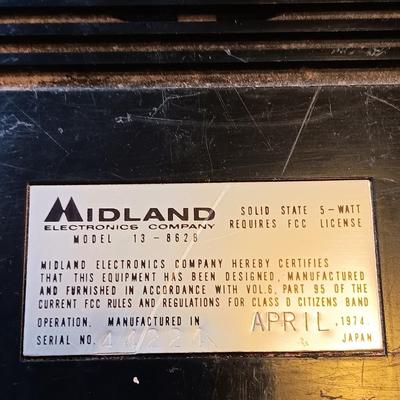 MIDLAND
ELECTRONICS COMPANY
MODEL 13-862B
SOLID STATE 5-WATT
REQUIRES FCC LICENSE
MIDLAND ELECTRONICS COMPANY HEREBY CERTIFIES
THAT THIS EQUIPMENT HAS BEEN DESIGNED, MANUFACTURED
AND FURNISHED IN ACCORDANCE WITH VOL.6, PART 95 OF THE
CURRENT FCC RULES AND REGULATIONS FOR CLASS D CITIZENS BAND
OPERATION. MANUFACTURED IN APRIL, 1974.
SERIAL NO. JAPAN